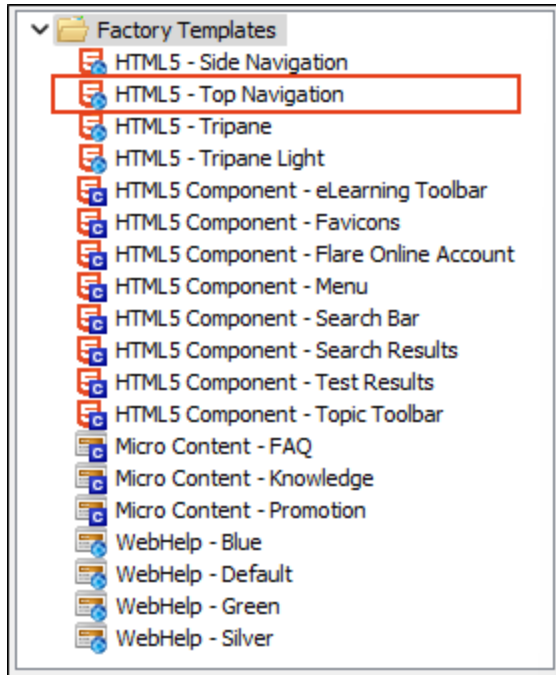 Factory Templates
HTML5 - Side Navigation
HTML5 - Top Navigation
HTML5 - Tripane
HTML5 - Tripane Light
HTML5 Component - eLearning Toolbar
HTML5 Component - Favicons
HTML5 Component - Flare Online Account
HTML5 Component - Menu
HTML5 Component - Search Bar
HTML5 Component - Search Results
HTML5 Component - Test Results
HTML5 Component - Topic Toolbar
Micro Content - FAQ
Micro Content - Knowledge
Micro Content - Promotion
WebHelp - Blue
WebHelp - Default
WebHelp - Green
WebHelp - Silver